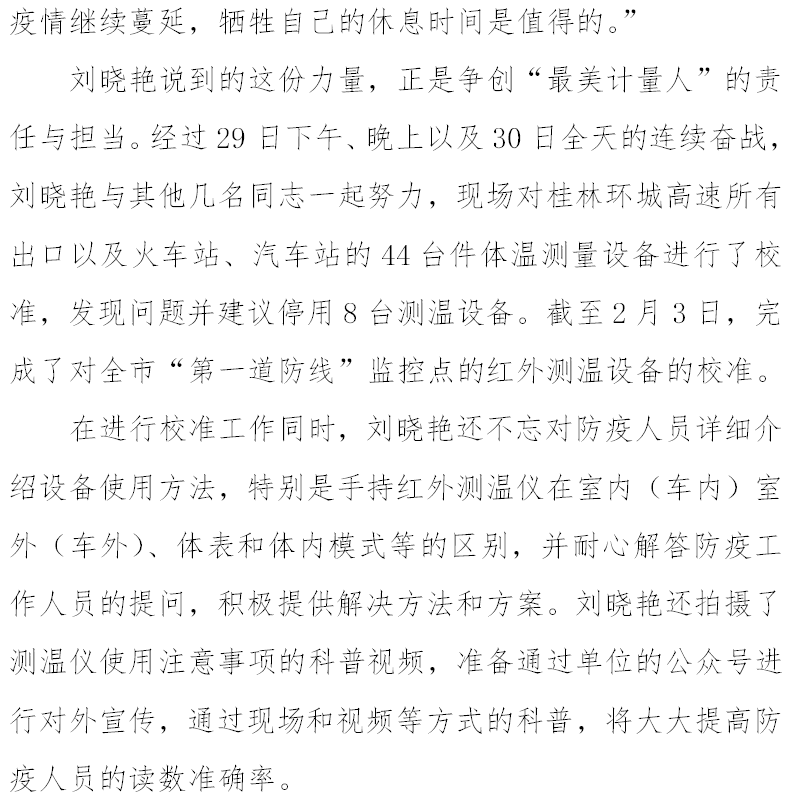 疫情继续蔓延，牺牲自己的休息时间是值得的。”
刘晓艳说到的这份力量，正是争创“最美计量人”的责
任与担当。经过 29 日下午、晚上以及 30 日全天的连续奋战，
刘晓艳与其他几名同志一起努力，现场对桂林环城高速所有
出口以及火车站、汽车站的 44 台件体温测量设备进行了校
准，发现问题并建议停用 8 台测温设备。截至 2 月 3 日，完
成了对全市“第一道防线”监控点的红外测温设备的校准。
在进行校准工作同时，刘晓艳还不忘对防疫人员详细介
绍设备使用方法，特别是手持红外测温仪在室内（车内）室
外（车外）、体表和体内模式等的区别，并耐心解答防疫工
作人员的提问，积极提供解决方法和方案。刘晓艳还拍摄了
测温仪使用注意事项的科普视频，准备通过单位的公众号进
行对外宣传，通过现场和视频等方式的科普，将大大提高防
疫人员的读数准确率。